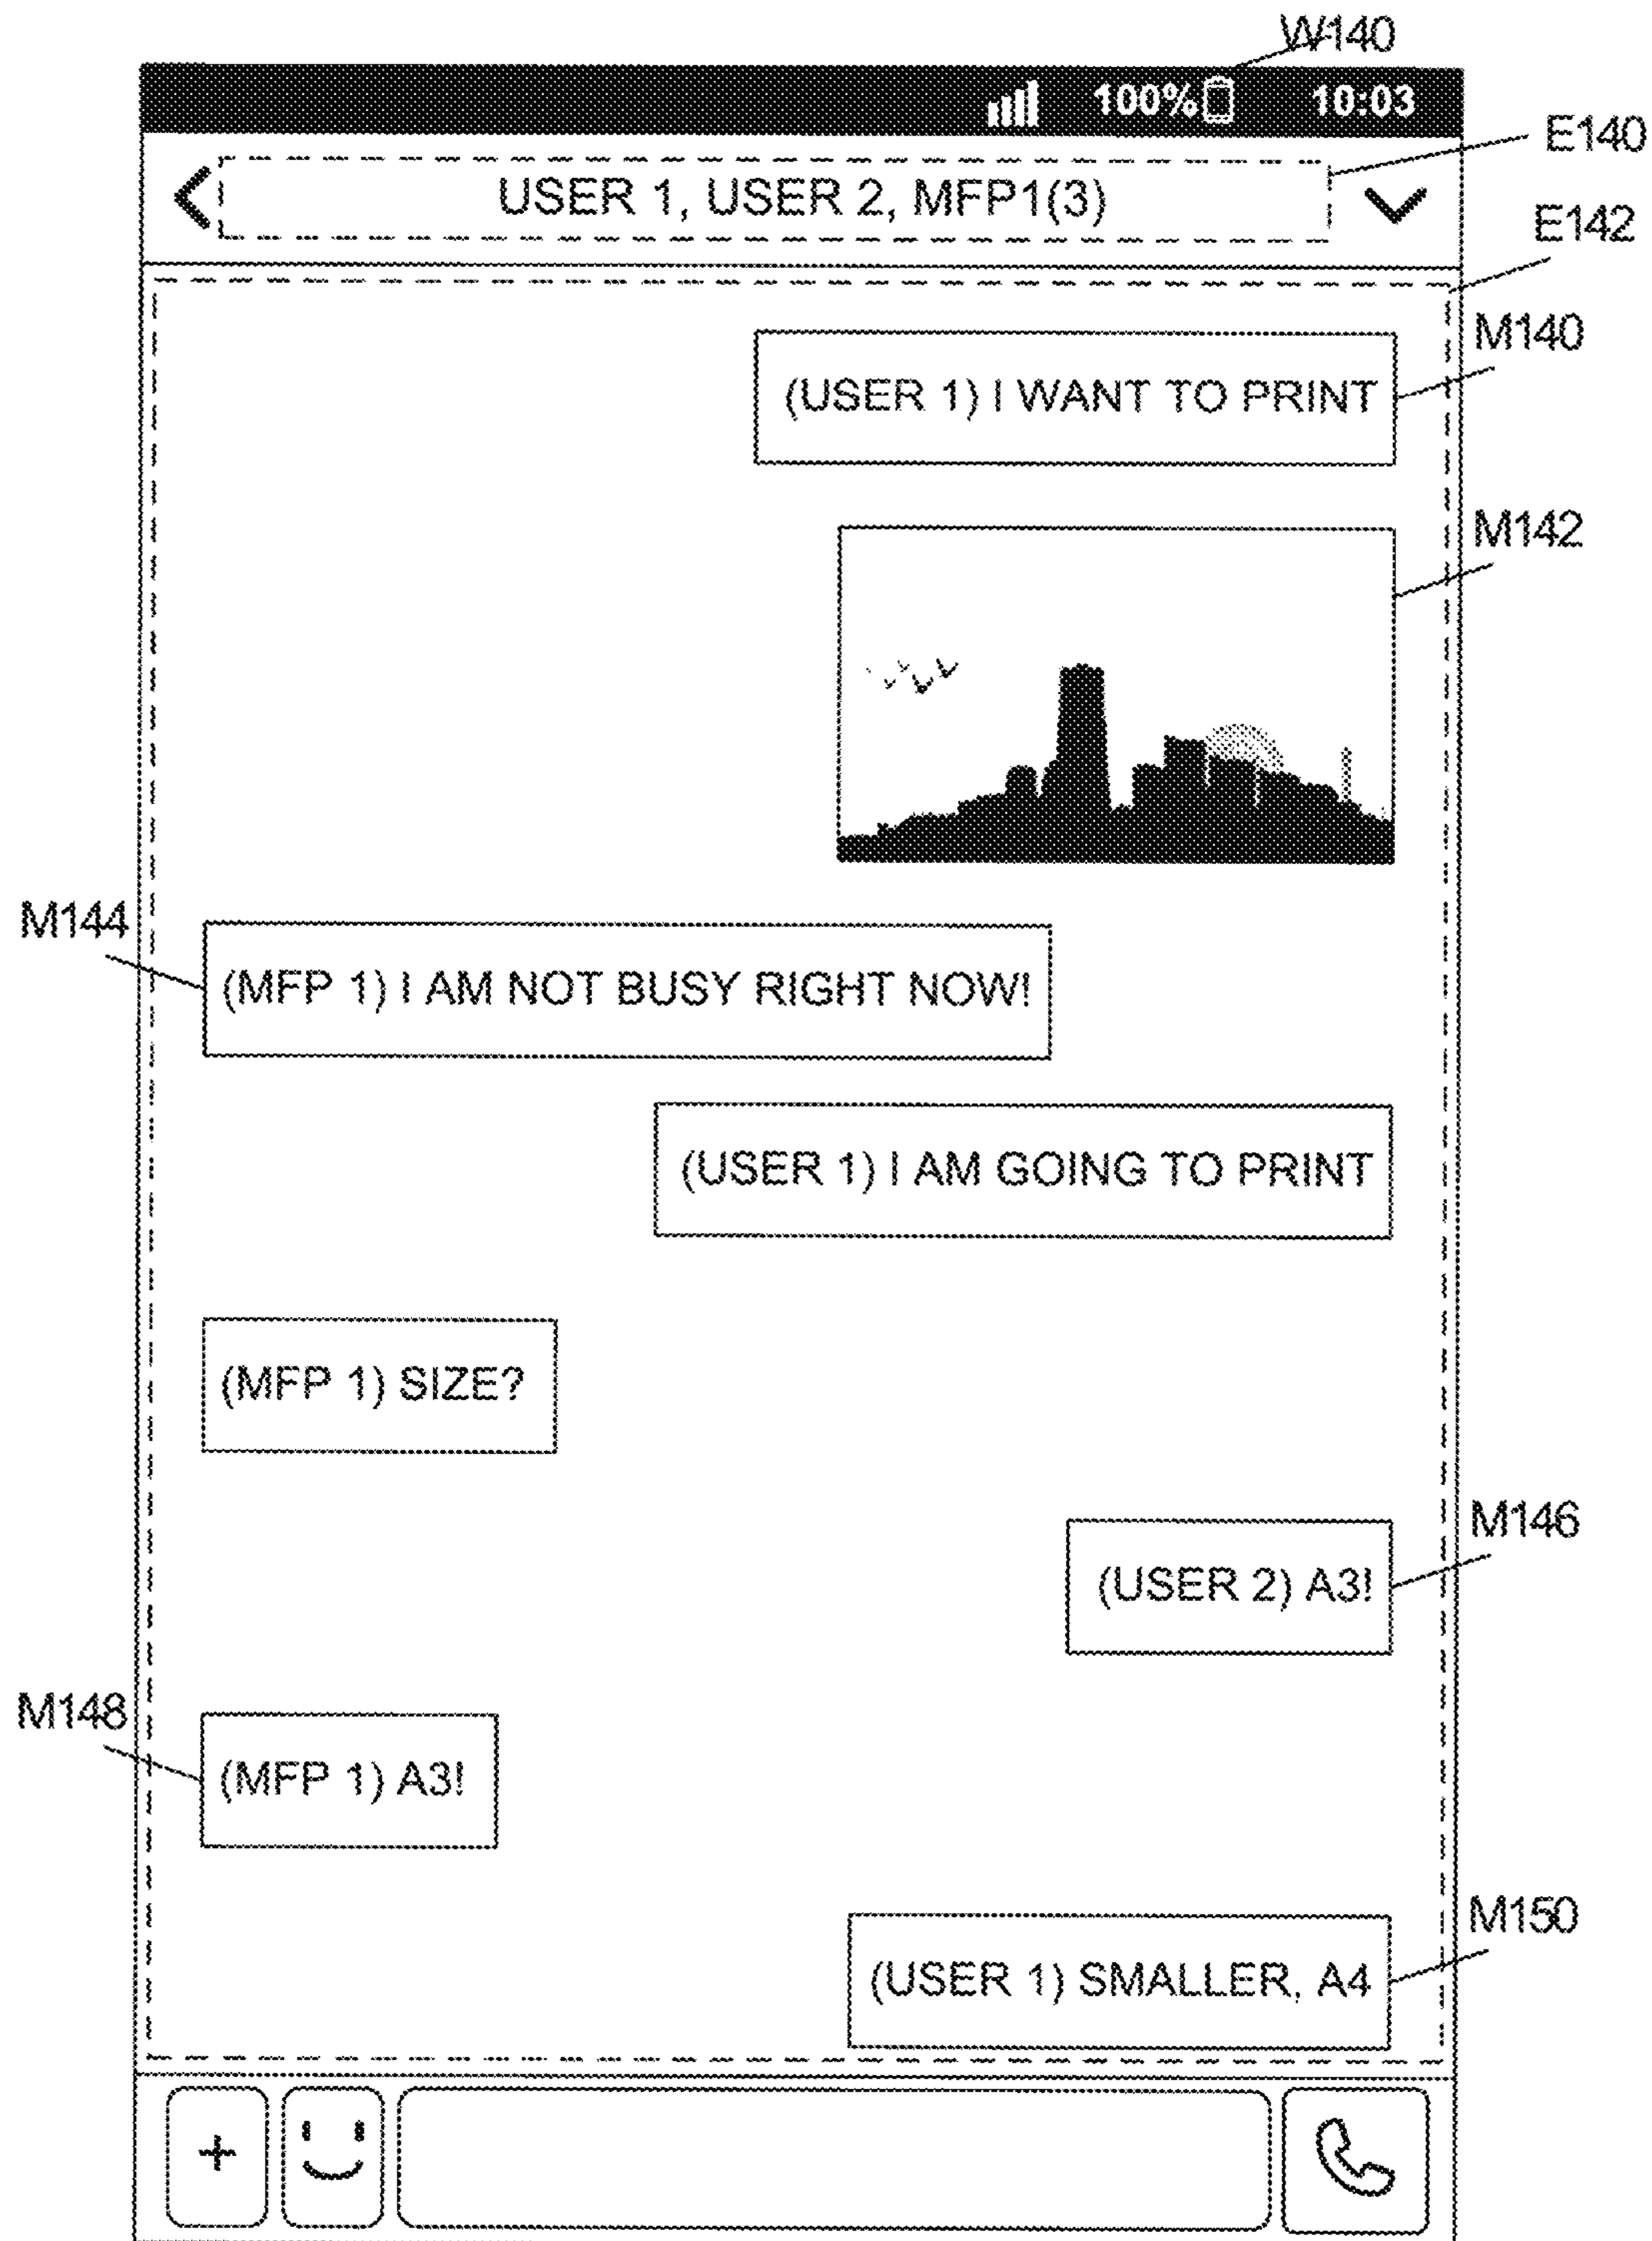 W140
100% 10:03
E140
USER 1, USER 2, MFP1(3)
E142
M140
(USER 1) I WANT TO PRINT
M142
M144
(MFP 1) I AM NOT BUSY RIGHT NOW!
(USER 1) I AM GOING TO PRINT
(MFP 1) SIZE?
M146
(USER 2) A3!
M148
(MFP 1) A3!
M150
(USER 1) SMALLER, A4
+